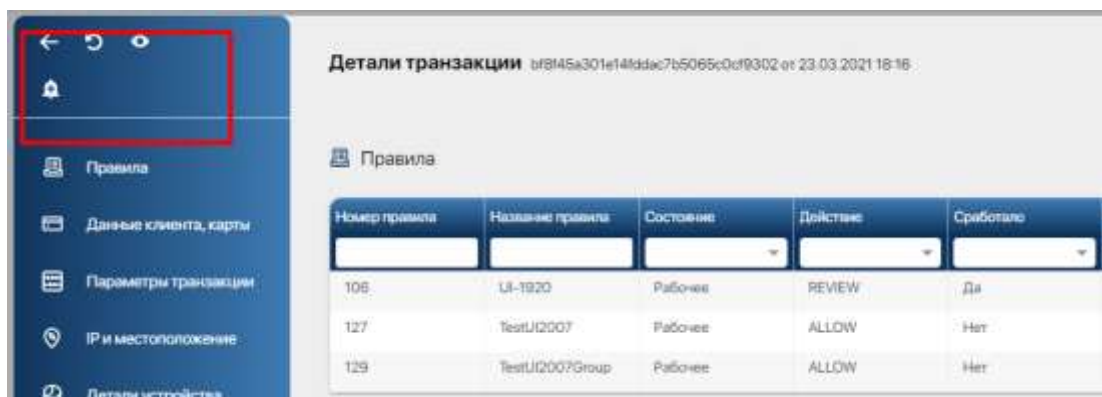 Детали транзакции bf8f45a301e14fddac7b5065c0cf9302 от 23.03.2021 18:16
Правила
Правила
Данные клиента, карты
Параметры транзакции
IP и местоположение
Детали устройства
Номер правила Название правила Состояние Действие Сработало
106 UI-1920 Рабочее REVIEW Да
127 TestUI2007 Рабочее ALLOW Нет
129 TestUI2007Group Рабочее ALLOW Нет